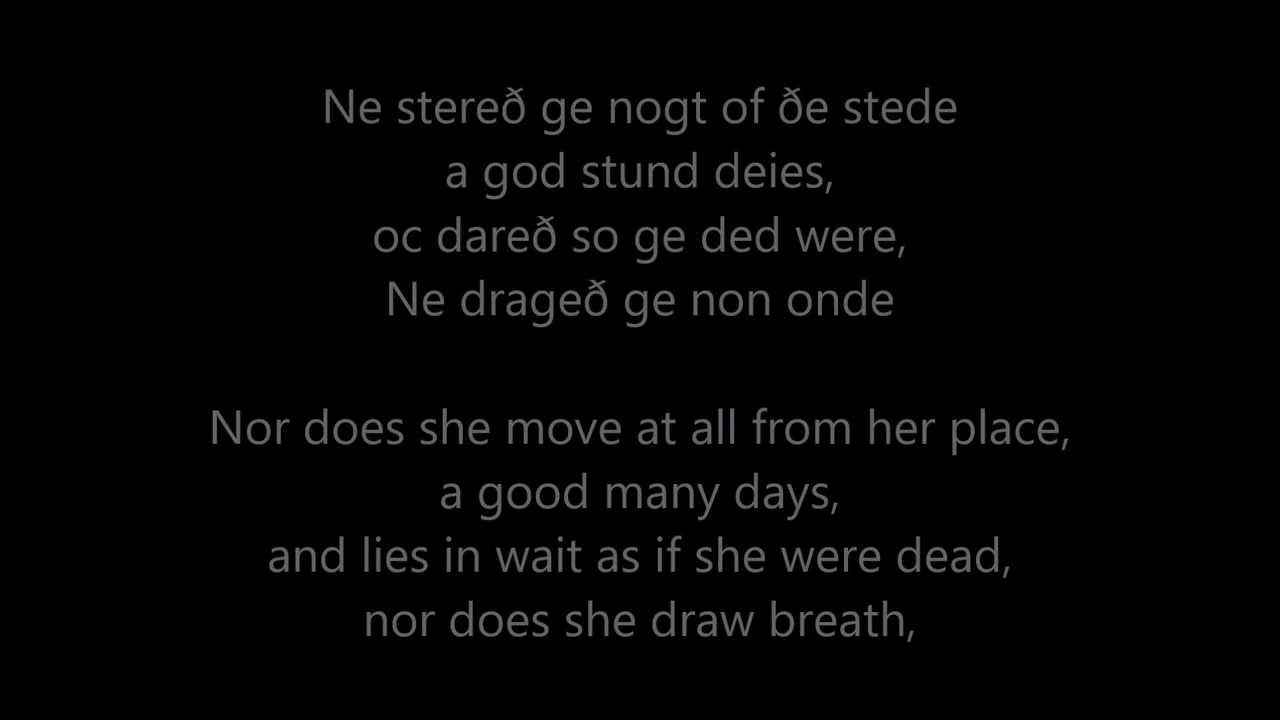 Ne stereð ge nogt of ðe stede
a god stund deies,
oc dareð so ge ded were,
Ne drageð ge non onde
Nor does she move at all from her place,
a good many days,
and lies in wait as if she were dead,
nor does she draw breath,